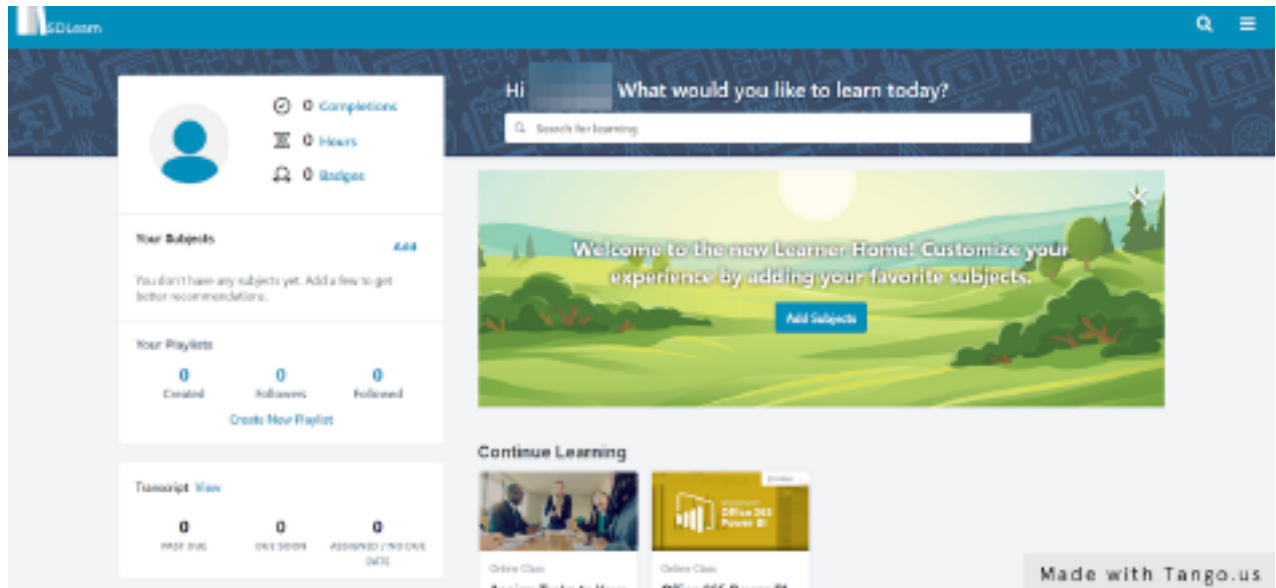 SDLearn
0 Completions
0 Hours
0 Badges
Hi What would you like to learn today?
Search for learning
Your Subjects
Add
You don't have any subjects yet. Add a few to get
better recommendations.
Your Playlists
0 0 0
Created Followers Followed
Create New Playlist
Transcript View
0 0 0
PAST DUE DUE SOON ASSIGNED / NO DUE
DATE
Welcome to the new Learner Home! Customize your
experience by adding your favorite subjects.
Add Subjects
Continue Learning
Office 365
Power BI
Online Class
Online Class
Made with Tango.us